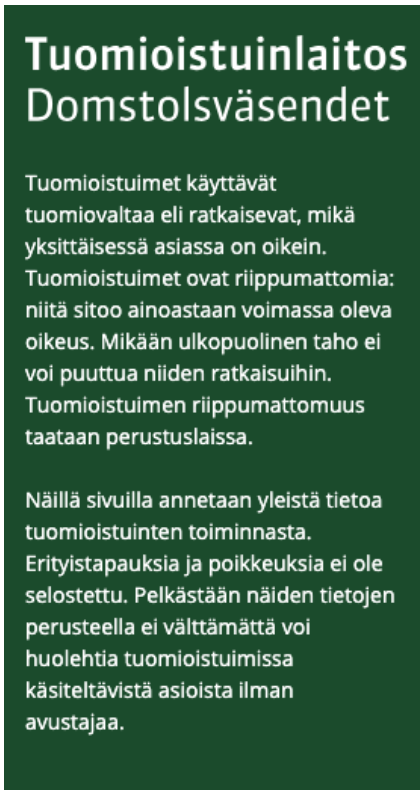 Tuomioistuinlaitos
Domstolsväsendet
Tuomioistuimet käyttävät
tuomiovaltaa eli ratkaisevat, mikä
yksittäisessä asiassa on oikein.
Tuomioistuimet ovat riippumattomia:
niitä sitoo ainoastaan voimassa oleva
oikeus. Mikään ulkopuolinen taho ei
voi puuttua niiden ratkaisuihin.
Tuomioistuimen riippumattomuus
taataan perustuslaissa.
Näillä sivuilla annetaan yleistä tietoa
tuomioistuinten toiminnasta.
Erityistapauksia ja poikkeuksia ei ole
selostettu. Pelkästään näiden tietojen
perusteella ei välttämättä voi
huolehtia tuomioistuimissa
käsiteltävistä asioista ilman
avustajaa.